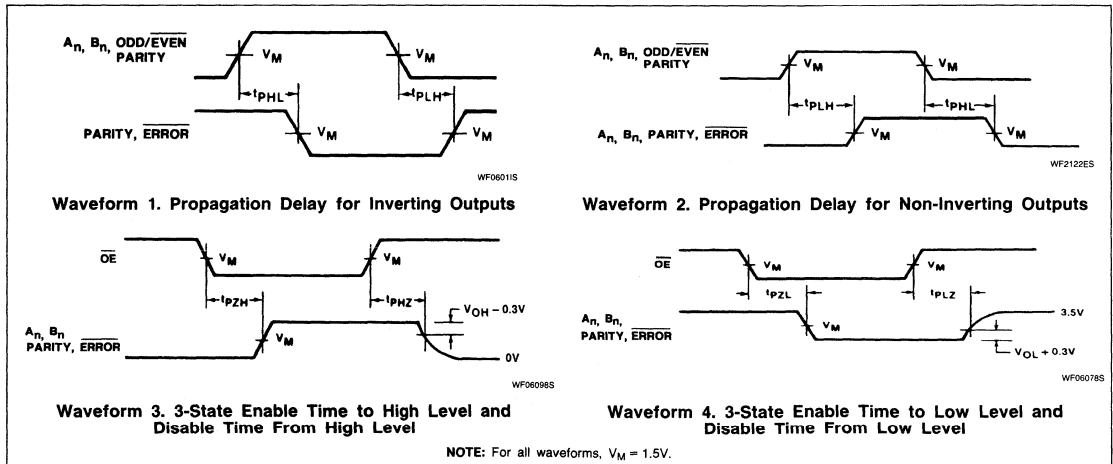 An, Bn, ODD/EVEN
PARITY
VM
VM
tPHL
tPLH
PARITY, ERROR
VM
VM
WF0601IS
Waveform 1. Propagation Delay for Inverting Outputs
An, Bn, ODD/EVEN
PARITY
VM
VM
tPLH
tPHL
An, Bn, PARITY, ERROR
VM
VM
WF2122ES
Waveform 2. Propagation Delay for Non-Inverting Outputs
OE
VM
VM
tPZH
tPHZ
VOH – 0.3V
An, Bn
PARITY, ERROR
VM
0V
WF06098S
Waveform 3. 3-State Enable Time to High Level and
Disable Time From High Level
OE
VM
VM
tPZL
tPLZ
3.5V
An, Bn,
PARITY, ERROR
VM
VOL + 0.3V
WF06078S
Waveform 4. 3-State Enable Time to Low Level and
Disable Time From Low Level
NOTE: For all waveforms, VM = 1.5V.